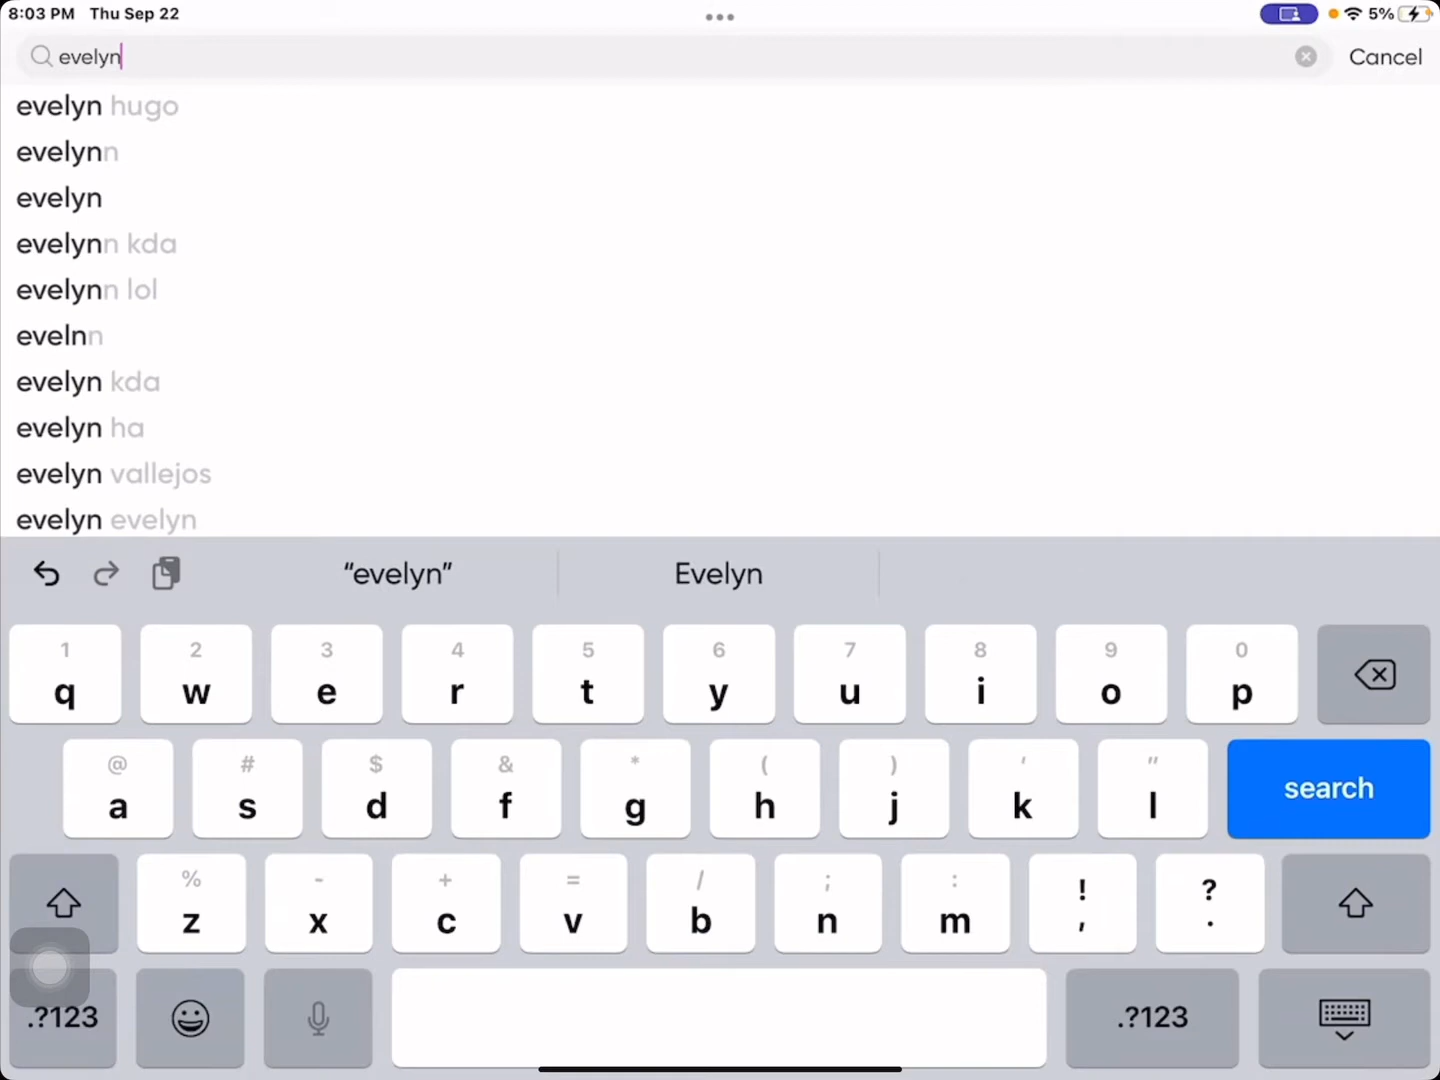 8:03 PM Thu Sep 22
5%
evelyn
Cancel
evelyn hugo
evelynn
evelyn
evelynn kda
evelynn lol
evelnn
evelyn kda
evelyn ha
evelyn vallejos
evelyn evelyn
“evelyn” Evelyn
1 2 3 4 5 6 7 8 9 0
q w e r t y u i o p
@ # $ & * ( ) ' "
a s d f g h j k l search
% - + = / ; : ! ?
z x c v b n m , .
.?123 .?123